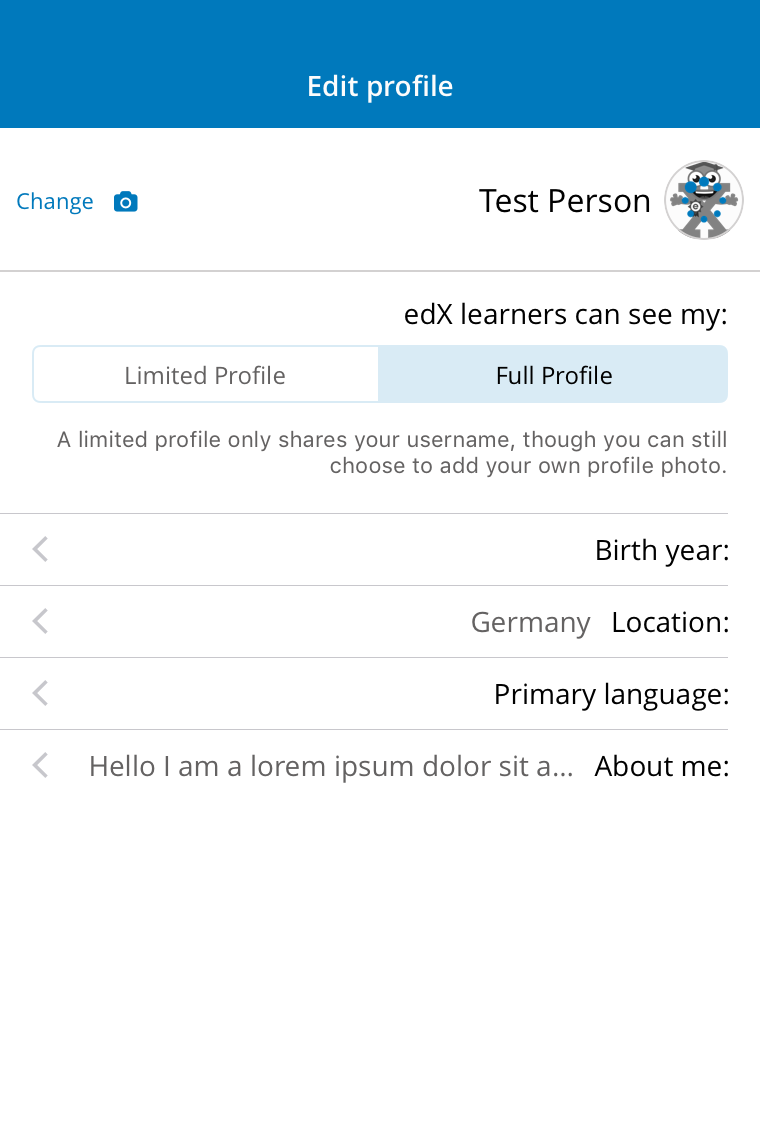 Edit profile
Test Person
Change
edX learners can see my:
Limited Profile
Full Profile
A limited profile only shares your username, though you can still
choose to add your own profile photo.
Birth year:
Location: Germany
Primary language:
About me: Hello I am a lorem ipsum dolor sit a...